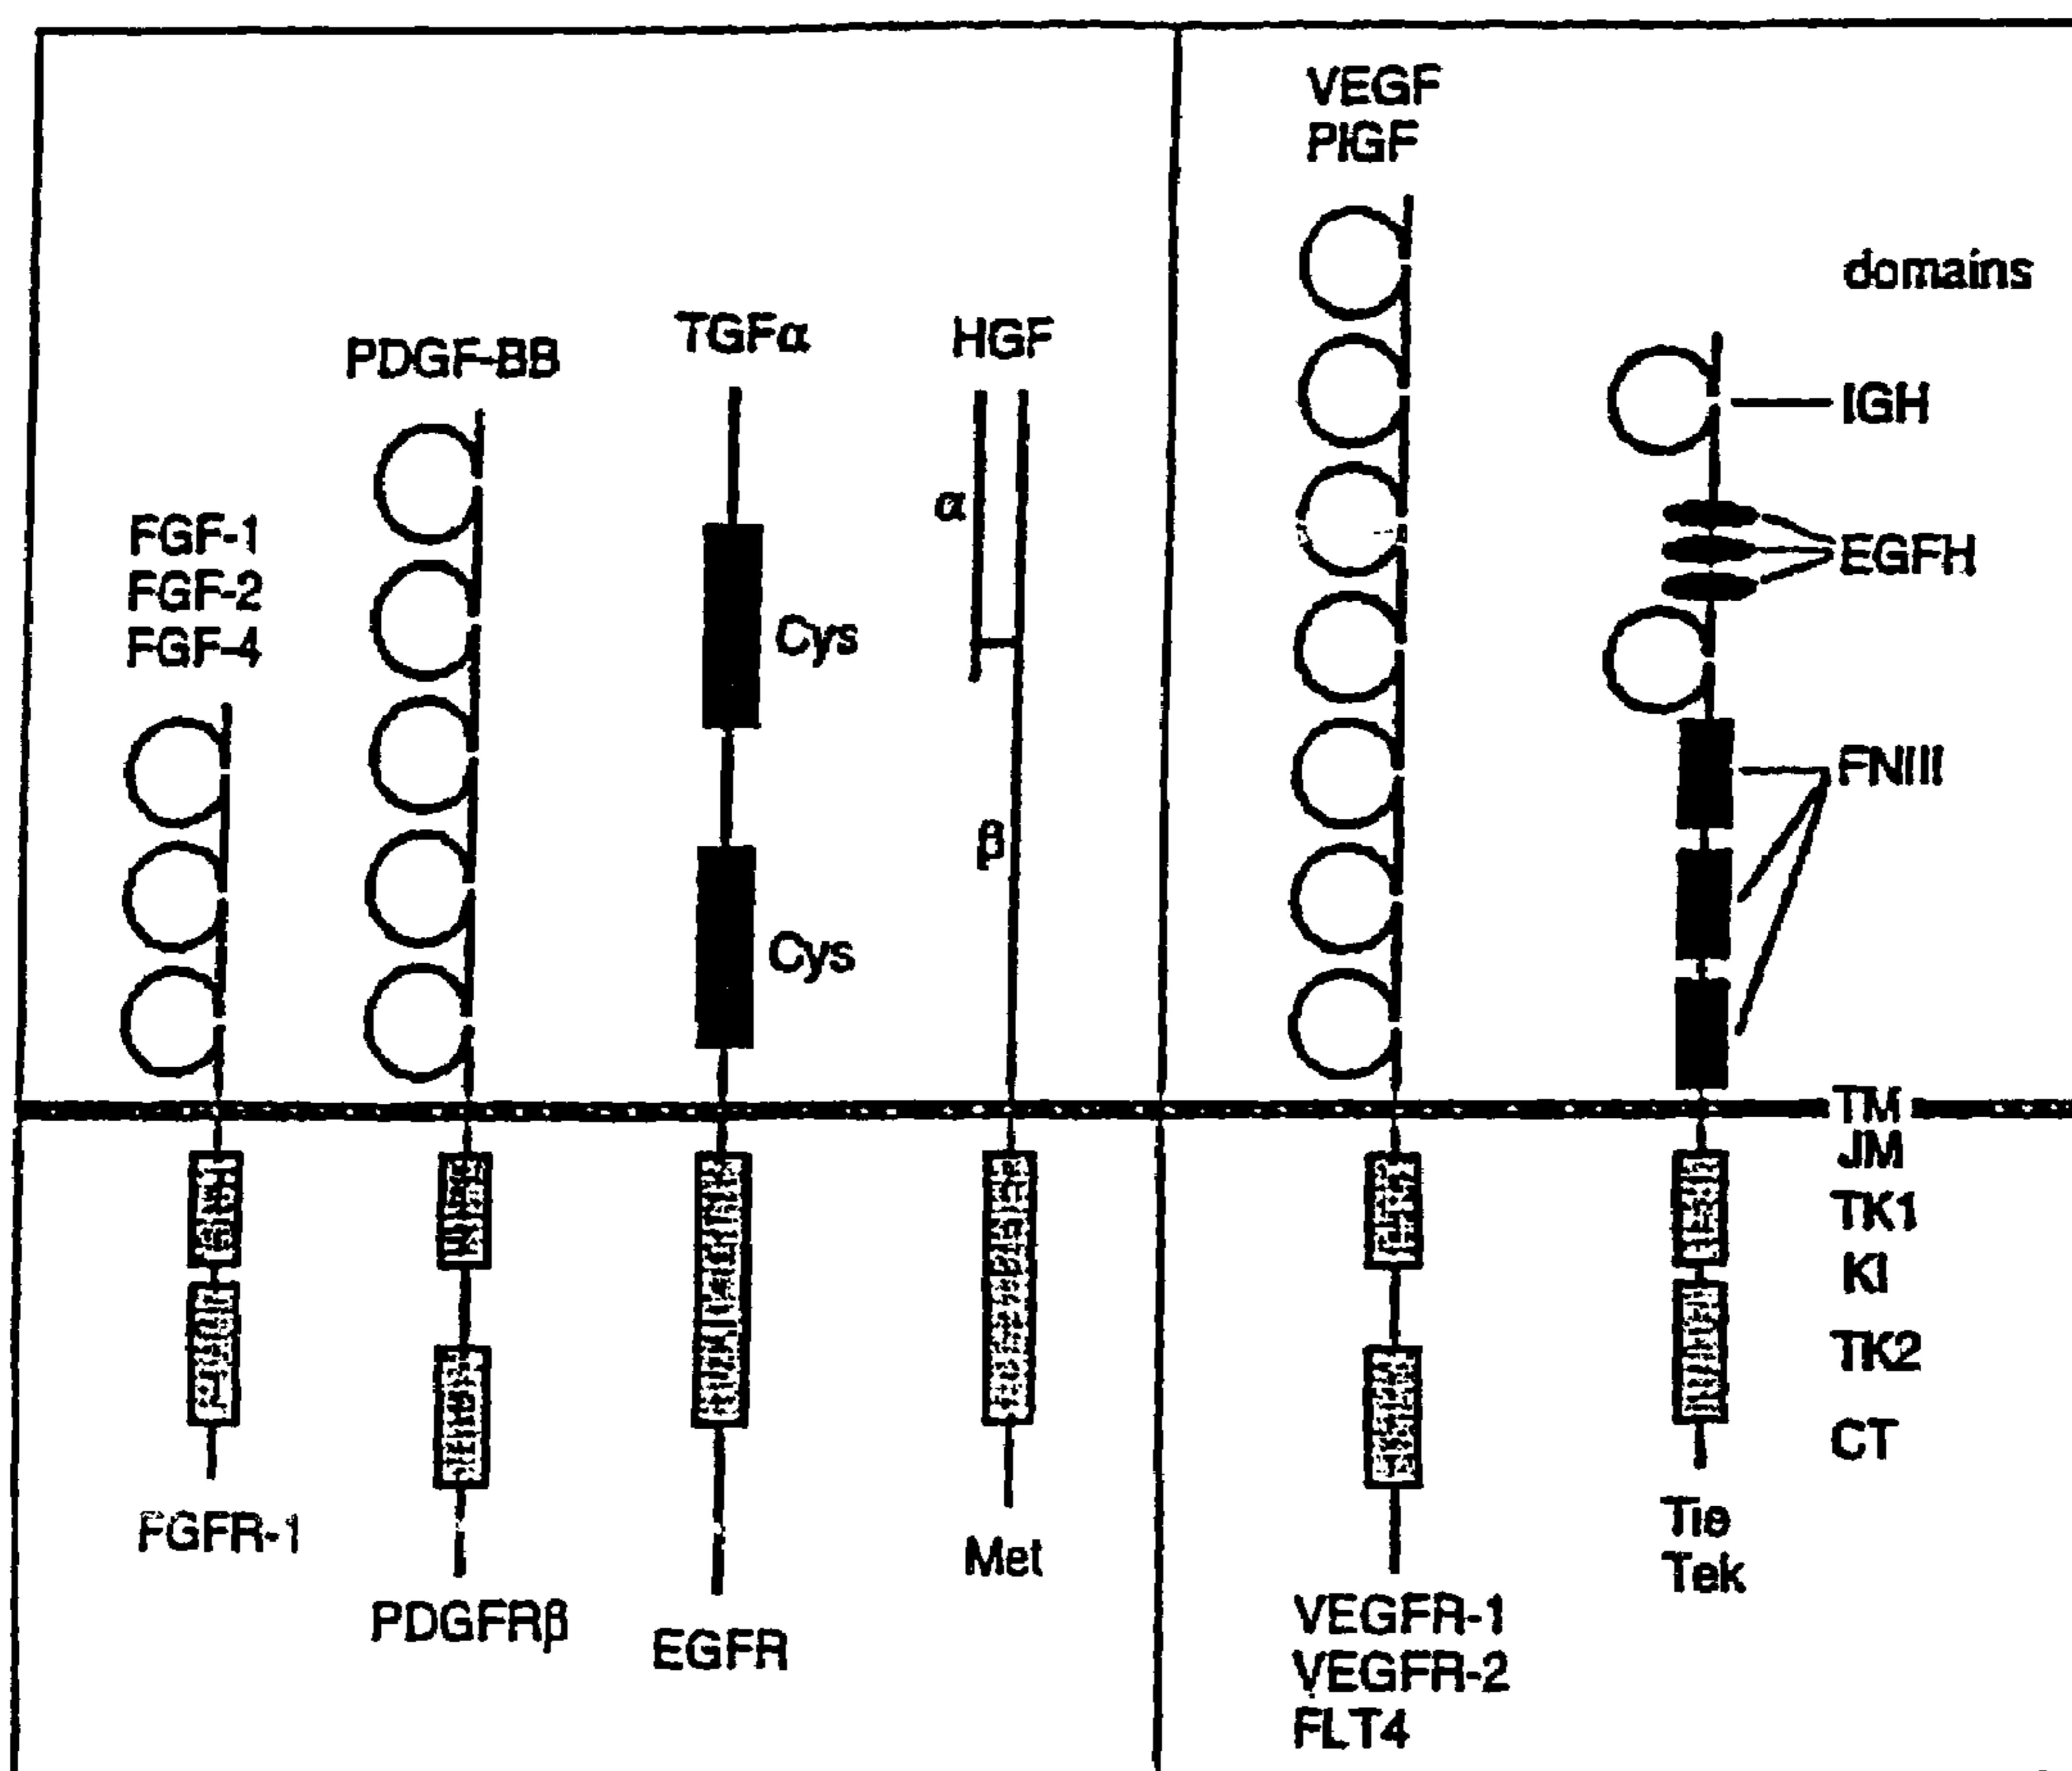 VEGF
PlGF
domains
TGFα
HGF
PDGF-BB
IGH
α
FGF-1
FGF-2
FGF-4
EGFH
Cys
FNIII
β
Cys
TM
JM
TK1
KI
TK2
CT
FGFR-1
PDGFRβ
EGFR
Met
Tie
Tek
VEGFR-1
VEGFR-2
FLT4